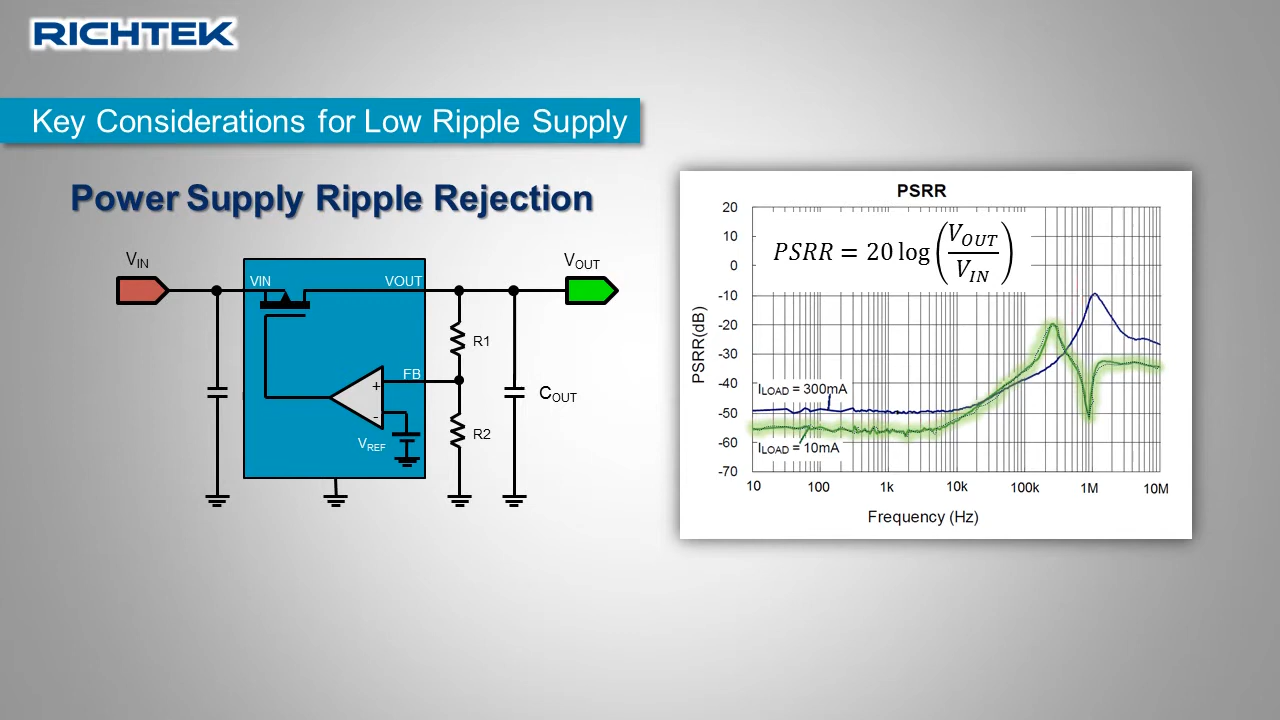 RICHTEK
Key Considerations for Low Ripple Supply
Power Supply Ripple Rejection
VIN
VOUT
VIN
VOUT
R1
FB
+
-
COUT
VREF
R2
PSRR
PSRR = 20 log (VOUT/VIN)
PSRR(dB)
20
10
0
-10
-20
-30
-40
-50
-60
-70
ILOAD = 300mA
ILOAD = 10mA
10 100 1k 10k 100k 1M 10M
Frequency (Hz)